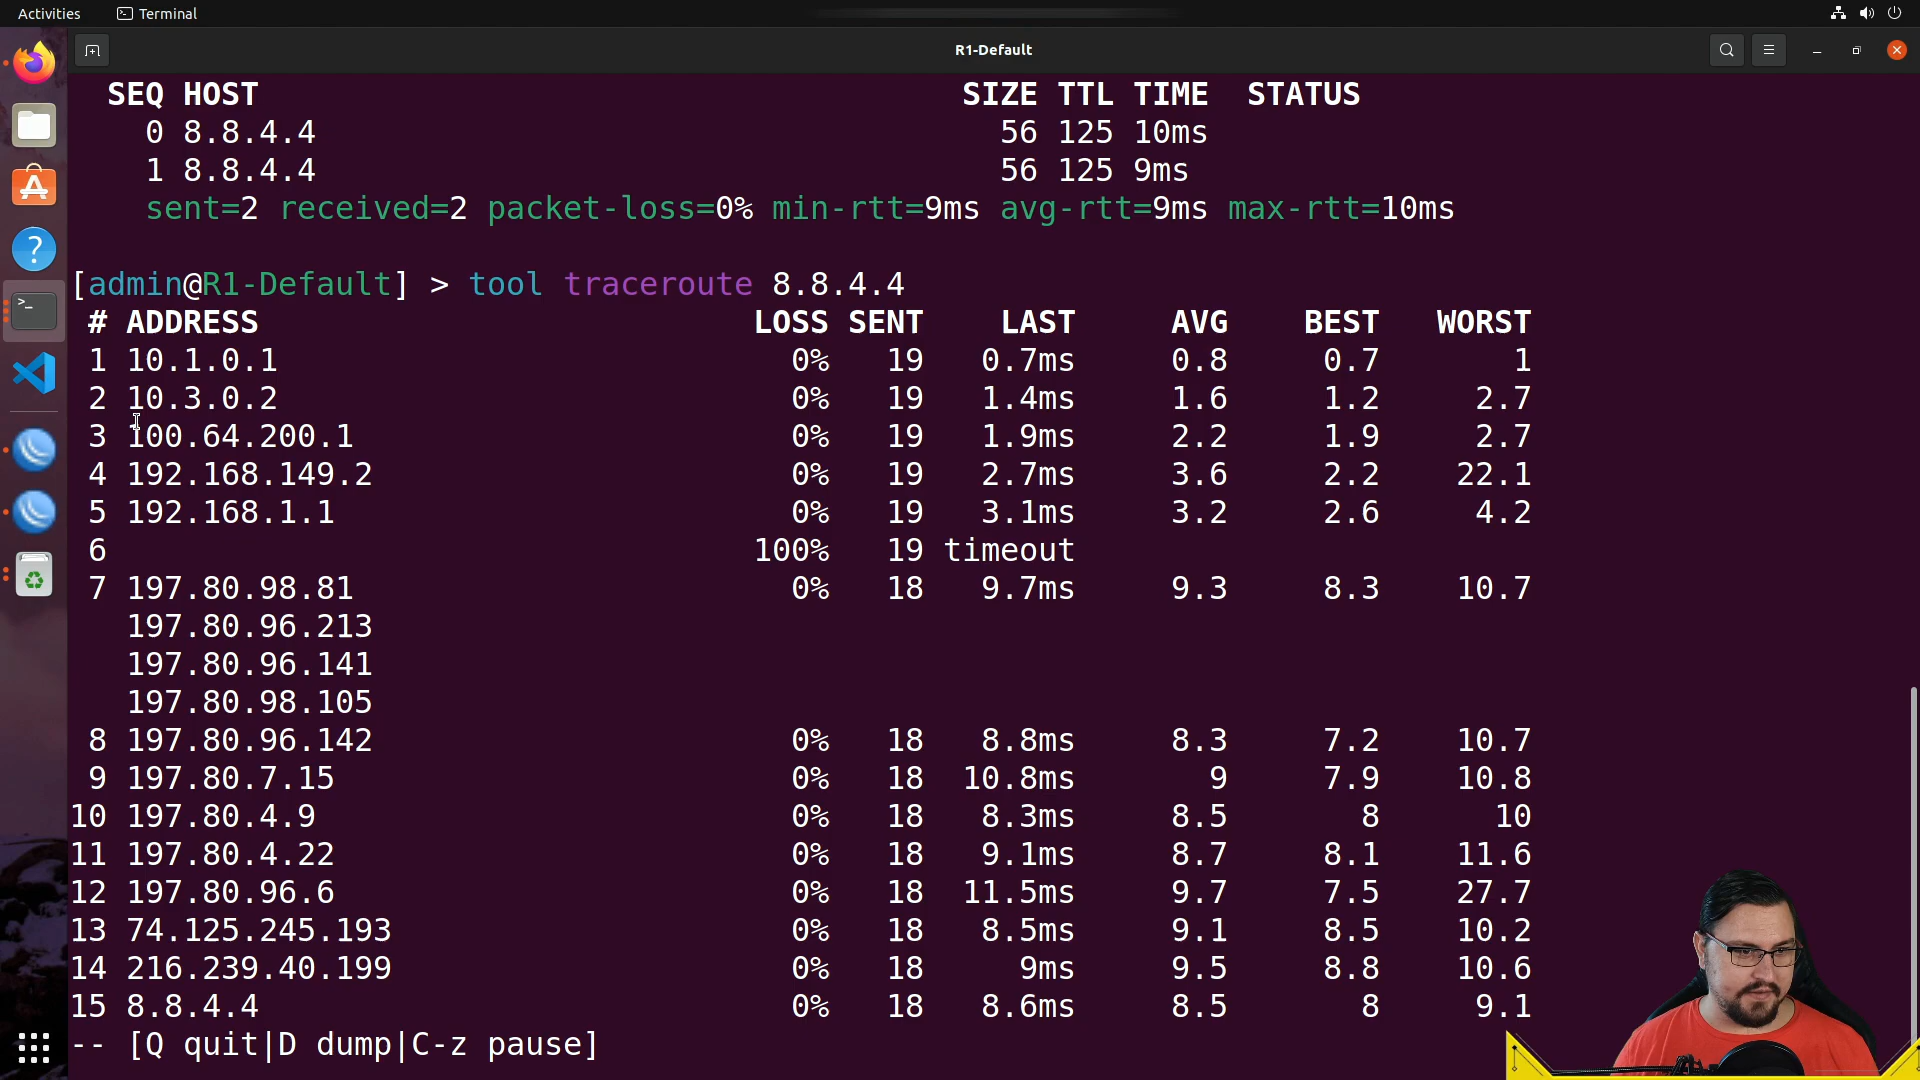 Activities Terminal
R1-Default
SEQ HOST SIZE TTL TIME STATUS
0 8.8.4.4 56 125 10ms
1 8.8.4.4 56 125 9ms
sent=2 received=2 packet-loss=0% min-rtt=9ms avg-rtt=9ms max-rtt=10ms
[admin@R1-Default] > tool traceroute 8.8.4.4
# ADDRESS LOSS SENT LAST AVG BEST WORST
1 10.1.0.1 0% 19 0.7ms 0.8 0.7 1
2 10.3.0.2 0% 19 1.4ms 1.6 1.2 2.7
3 100.64.200.1 0% 19 1.9ms 2.2 1.9 2.7
4 192.168.149.2 0% 19 2.7ms 3.6 2.2 22.1
5 192.168.1.1 0% 19 3.1ms 3.2 2.6 4.2
6 100% 19 timeout
7 197.80.98.81 0% 18 9.7ms 9.3 8.3 10.7
197.80.96.213
197.80.96.141
197.80.98.105
8 197.80.96.142 0% 18 8.8ms 8.3 7.2 10.7
9 197.80.7.15 0% 18 10.8ms 9 7.9 10.8
10 197.80.4.9 0% 18 8.3ms 8.5 8 10
11 197.80.4.22 0% 18 9.1ms 8.7 8.1 11.6
12 197.80.96.6 0% 18 11.5ms 9.7 7.5 27.7
13 74.125.245.193 0% 18 8.5ms 9.1 8.5 10.2
14 216.239.40.199 0% 18 9ms 9.5 8.8 10.6
15 8.8.4.4 0% 18 8.6ms 8.5 8 9.1
-- [Q quit|D dump|C-z pause]